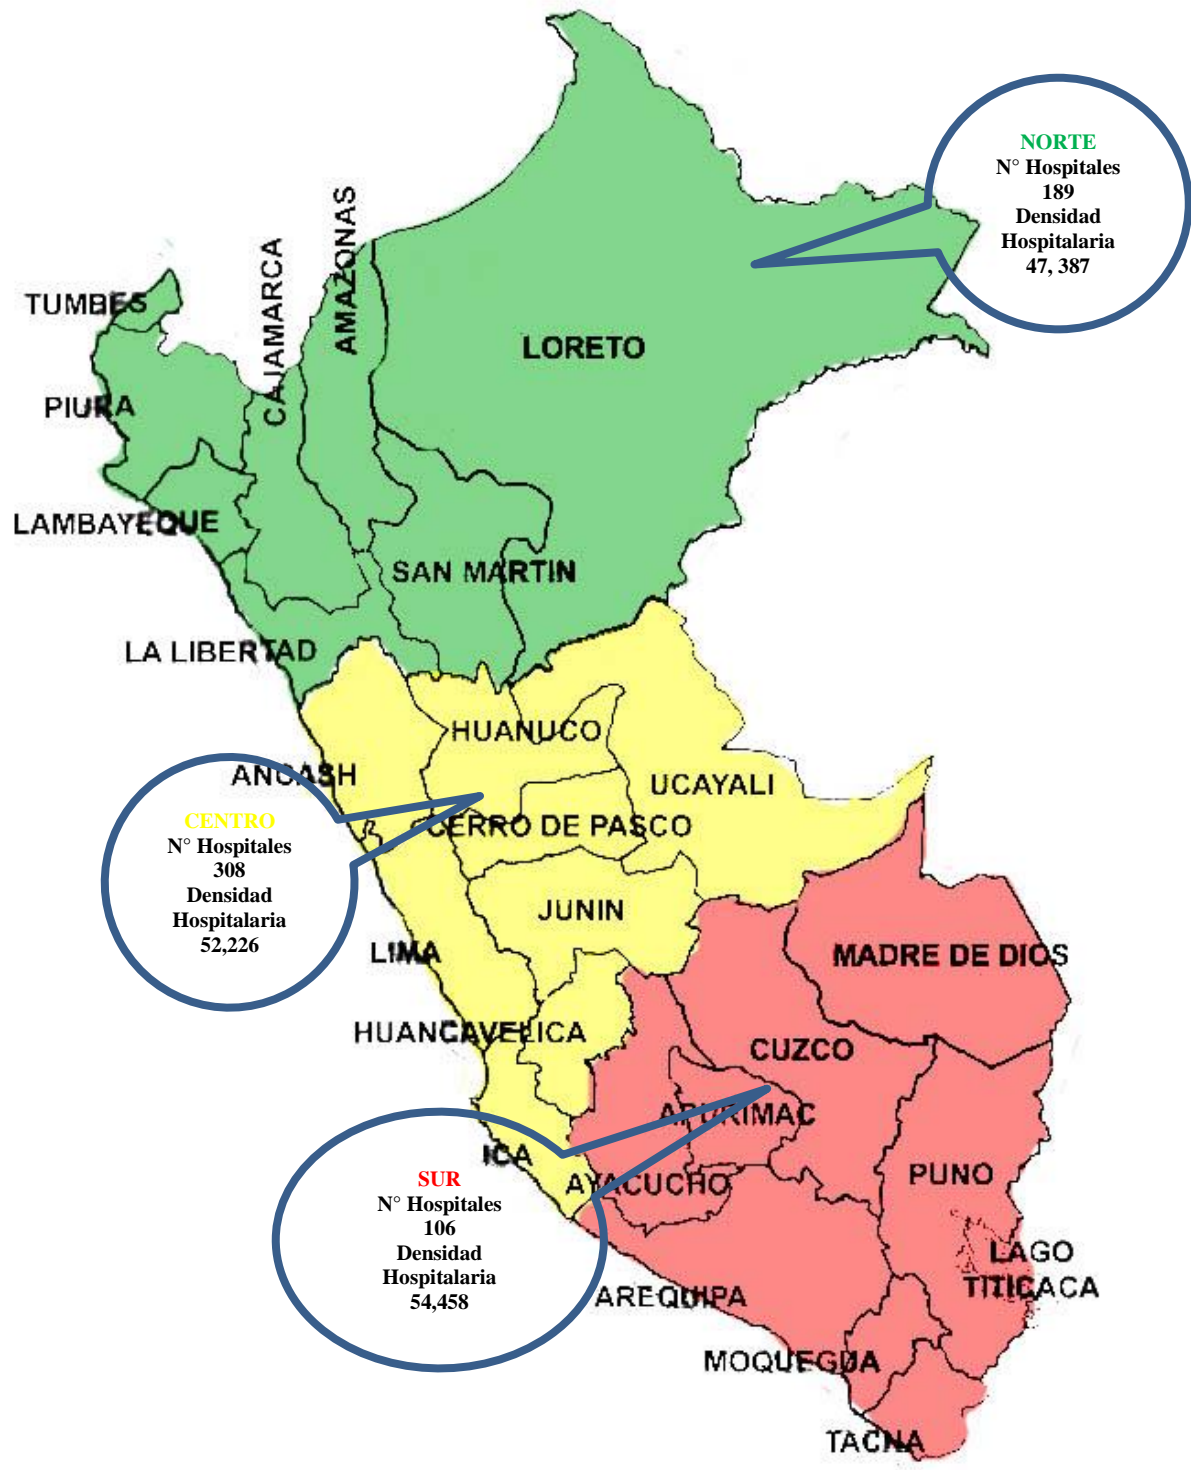 NORTE
N° Hospitales
189
Densidad
Hospitalaria
47, 387
TUMBES
CAJAMARCA
AMAZONAS
LORETO
PIURA
LAMBAYEQUE
SAN MARTIN
LA LIBERTAD
HUANUCO
ANCASH
UCAYALI
CENTRO
N° Hospitales
308
Densidad
Hospitalaria
52,226
CERRO DE PASCO
JUNIN
LIMA
MADRE DE DIOS
HUANCAVELICA
CUZCO
APURIMAC
ICA
AYACUCHO
PUNO
SUR
N° Hospitales
106
Densidad
Hospitalaria
54,458
LAGO
TITICACA
AREQUIPA
MOQUEGUA
TACNA